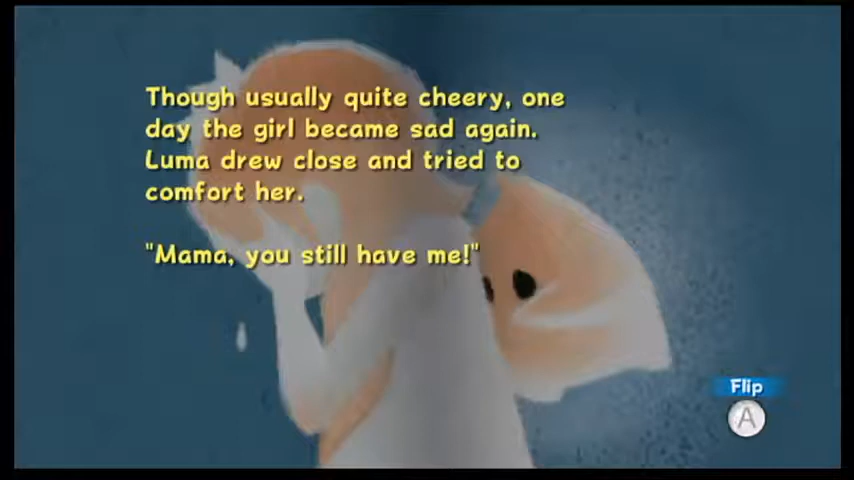 Though usually quite cheery, one
day the girl became sad again.
Luma drew close and tried to
comfort her.
"Mama, you still have me!"
Flip
A